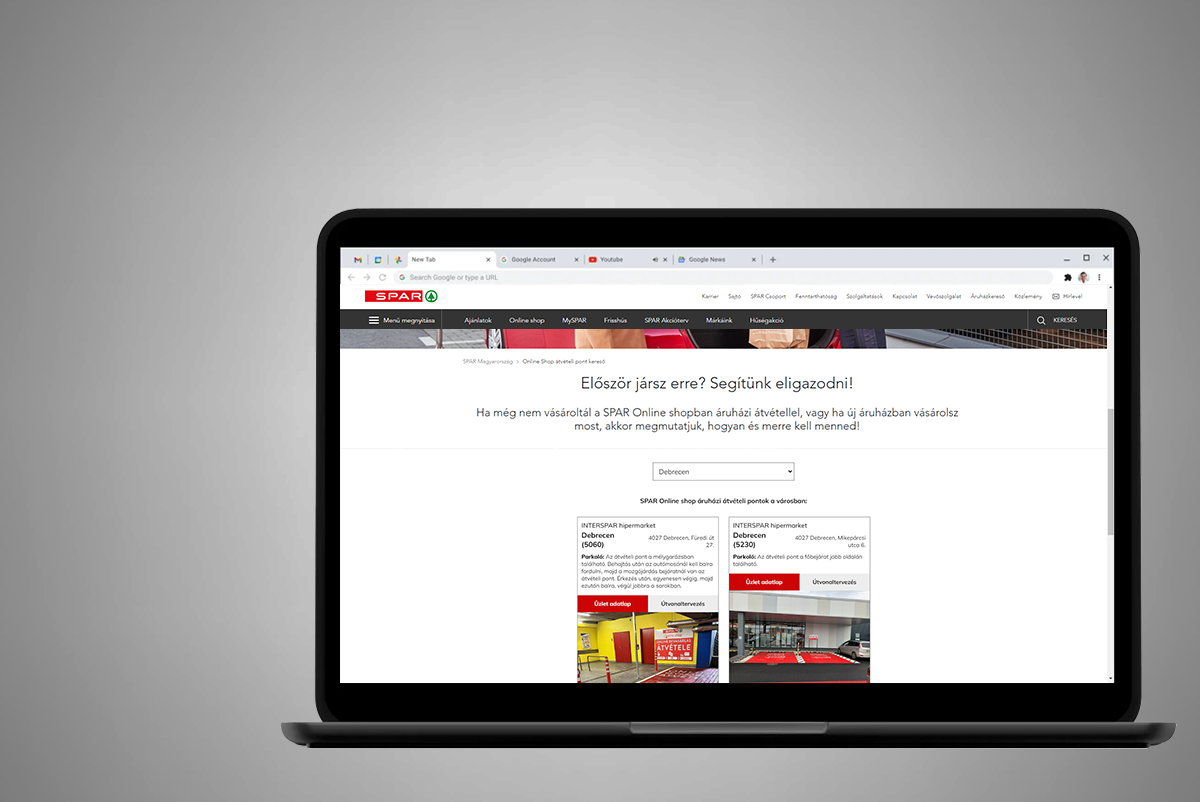 New Tab
Google Account
Youtube
Google News
Search Google or type a URL
SPAR
Karrier Sajtó SPAR Csoport Fenntarthatóság Szolgáltatások Kapcsolat Vevőszolgálat Áruházkereső Közlemény Hírlevél
Menü megnyitása Ajánlatok Online shop MySPAR Frisshús SPAR Akcióterv Márkáink Hűségakció KERESÉS
SPAR Magyarország > Online Shop átvételi pont kereső
Először jársz erre? Segítünk eligazodni!
Ha még nem vásároltál a SPAR Online shopban áruházi átvétellel, vagy ha új áruházban vásárolsz
most, akkor megmutatjuk, hogyan és merre kell menned!
Debrecen
SPAR Online shop áruházi átvételi pontok a városban:
INTERSPAR hipermarket
Debrecen
(5060)
4027 Debrecen, Füredi út
27.
Parkoló: Az átvételi pont a mélygarázsban
található. Behajtás után az autómosónál kell balra
fordulni, majd a mozgójárdás bejáratnál van az
átvételi pont. Érkezés után, egyenesen végig, majd
ezután balra, végül jobbra a sarokban.
Üzlet adatlap Útvonaltervezés
ONLINE BEVÁSÁRLÁS
ÁTVÉTELE
INTERSPAR hipermarket
Debrecen
(5230)
4027 Debrecen, Mikepércsi
utca 6.
Parkoló: Az átvételi pont a főbejárat jobb oldalán
található.
Üzlet adatlap Útvonaltervezés